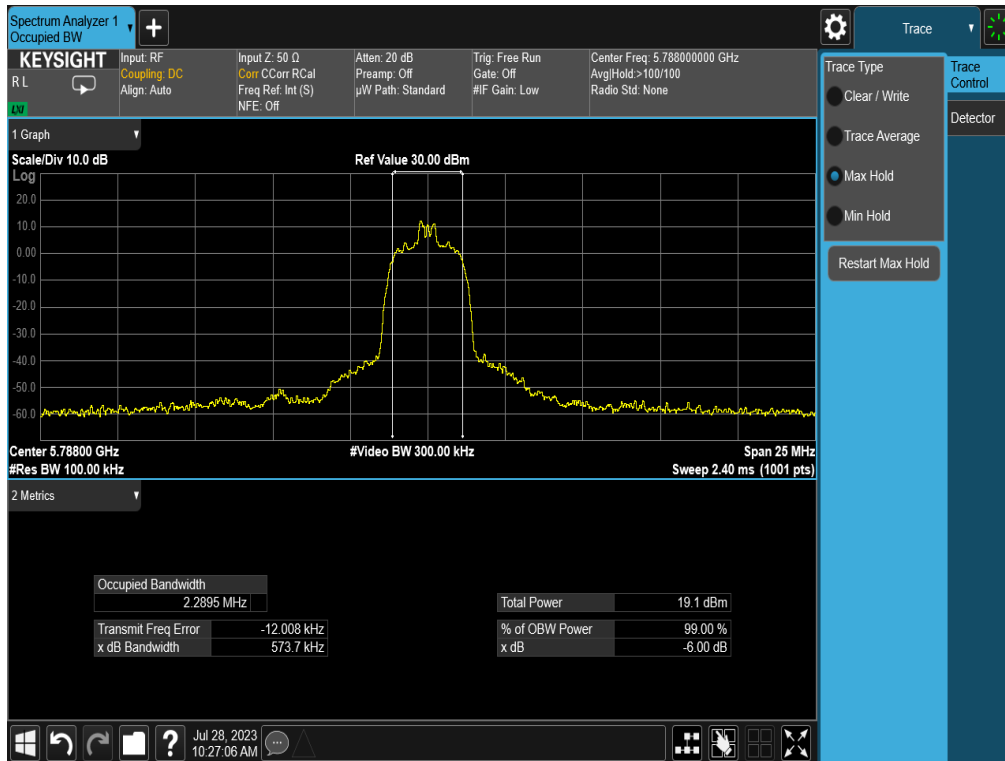 Spectrum Analyzer 1
Occupied BW
Trace
KEYSIGHT
R L
LXI
Input: RF
Coupling: DC
Align: Auto
Input Z: 50 Ω
Corr CCorr RCal
Freq Ref: Int (S)
NFE: Off
Atten: 20 dB
Preamp: Off
µW Path: Standard
Trig: Free Run
Gate: Off
#IF Gain: Low
Center Freq: 5.788000000 GHz
Avg|Hold:>100/100
Radio Std: None
Trace Type
Clear / Write
Trace Average
Max Hold
Min Hold
Restart Max Hold
Trace
Control
Detector
1 Graph
Scale/Div 10.0 dB
Ref Value 30.00 dBm
Log
20.0
10.0
0.00
-10.0
-20.0
-30.0
-40.0
-50.0
-60.0
Center 5.78800 GHz
#Video BW 300.00 kHz
Span 25 MHz
#Res BW 100.00 kHz
Sweep 2.40 ms (1001 pts)
2 Metrics
Occupied Bandwidth
2.2895 MHz
Total Power 19.1 dBm
Transmit Freq Error -12.008 kHz
% of OBW Power 99.00 %
x dB Bandwidth 573.7 kHz
x dB -6.00 dB
?
Jul 28, 2023
10:27:06 AM